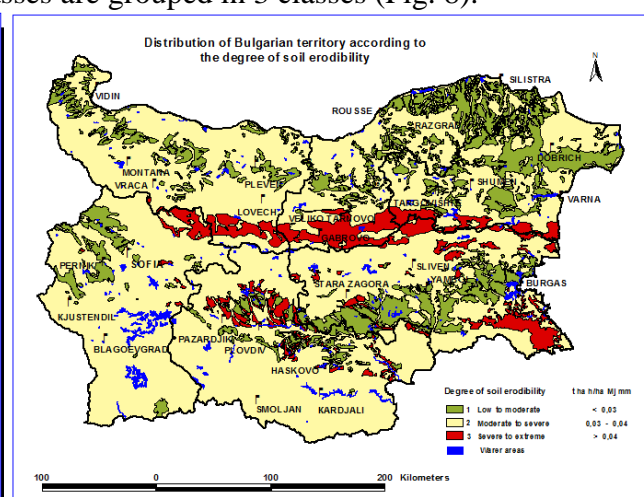 sses are grouped in 3 classes (Fig. 8).
Distribution of Bulgarian territory according to
the degree of soil erodibility
N
SILISTRA
VIDIN
ROUSSE
RAZGRAD
DOBRICH
MONTANA
PLEVEN
SHUMEN
VRACA
VARNA
LOVECH
VELIKO TARNOVO
TARGOVISHTE
GABROVO
PERNIK
SOFIA
SLIVEN
YAMBOL
BURGAS
STARA ZAGORA
KJUSTENDIL
PAZARDJIK
BLAGOEVGRAD
PLOVDIV
HASKOVO
SMOLJAN
KARDJALI
Degree of soil erodibility t ha h/ha Mj mm
1 Low to moderate < 0,03
2 Moderate to severe 0,03 - 0,04
3 Severe to extreme > 0,04
100 0 100 200 Kilometers